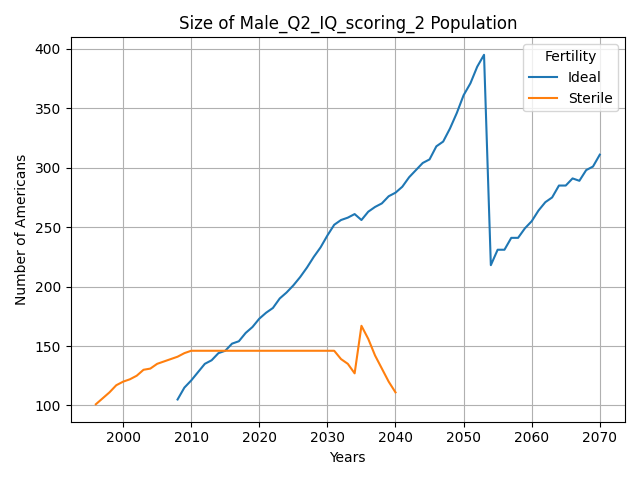 Size of Male_Q2_IQ_scoring_2 Population
Number of Americans
400
350
300
250
200
150
100
Fertility
Ideal
Sterile
2000 2010 2020 2030 2040 2050 2060 2070
Years